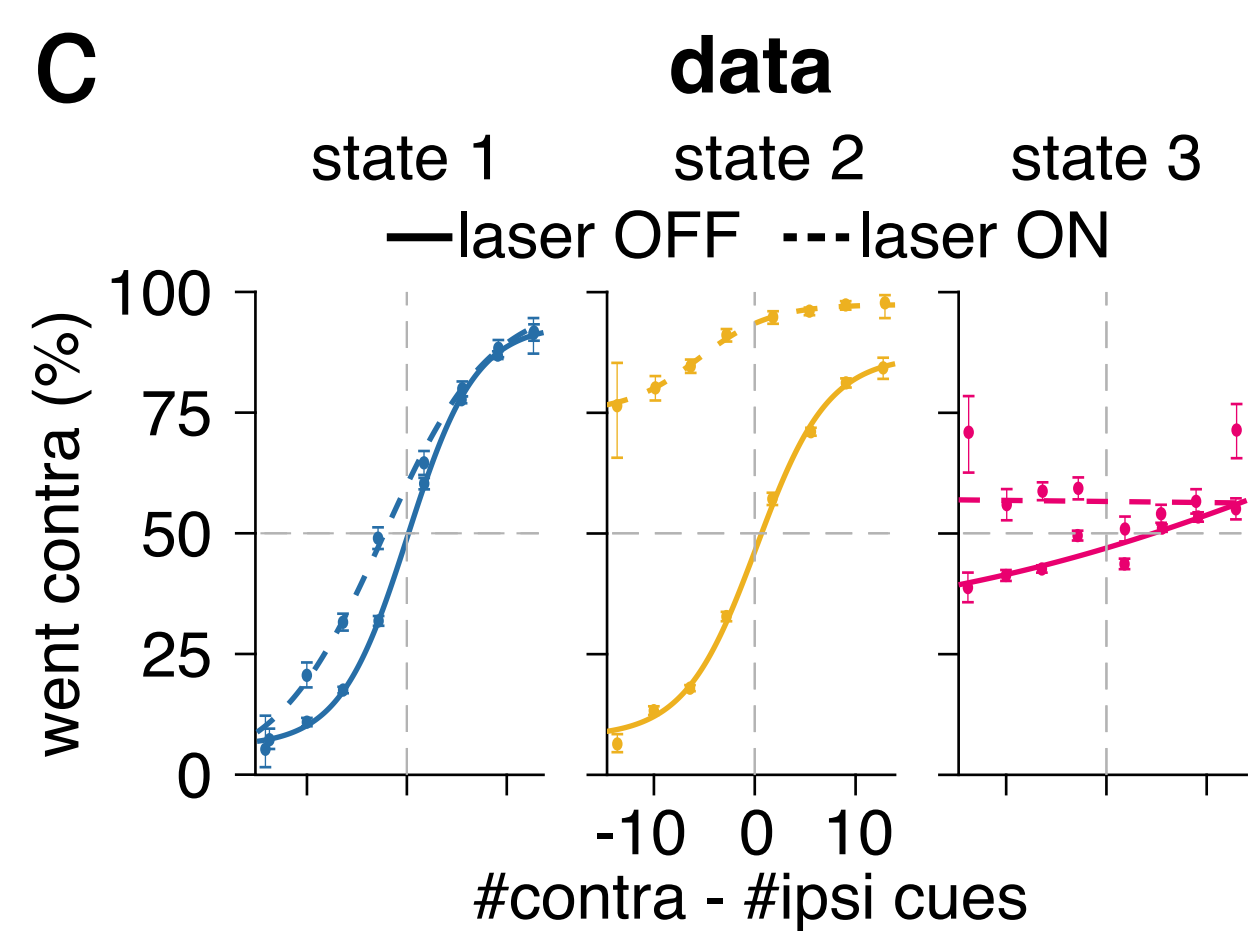 C
data
state 1 state 2 state 3
laser OFF laser ON
went contra (%)
100
75
50
25
0
-10 0 10
#contra - #ipsi cues